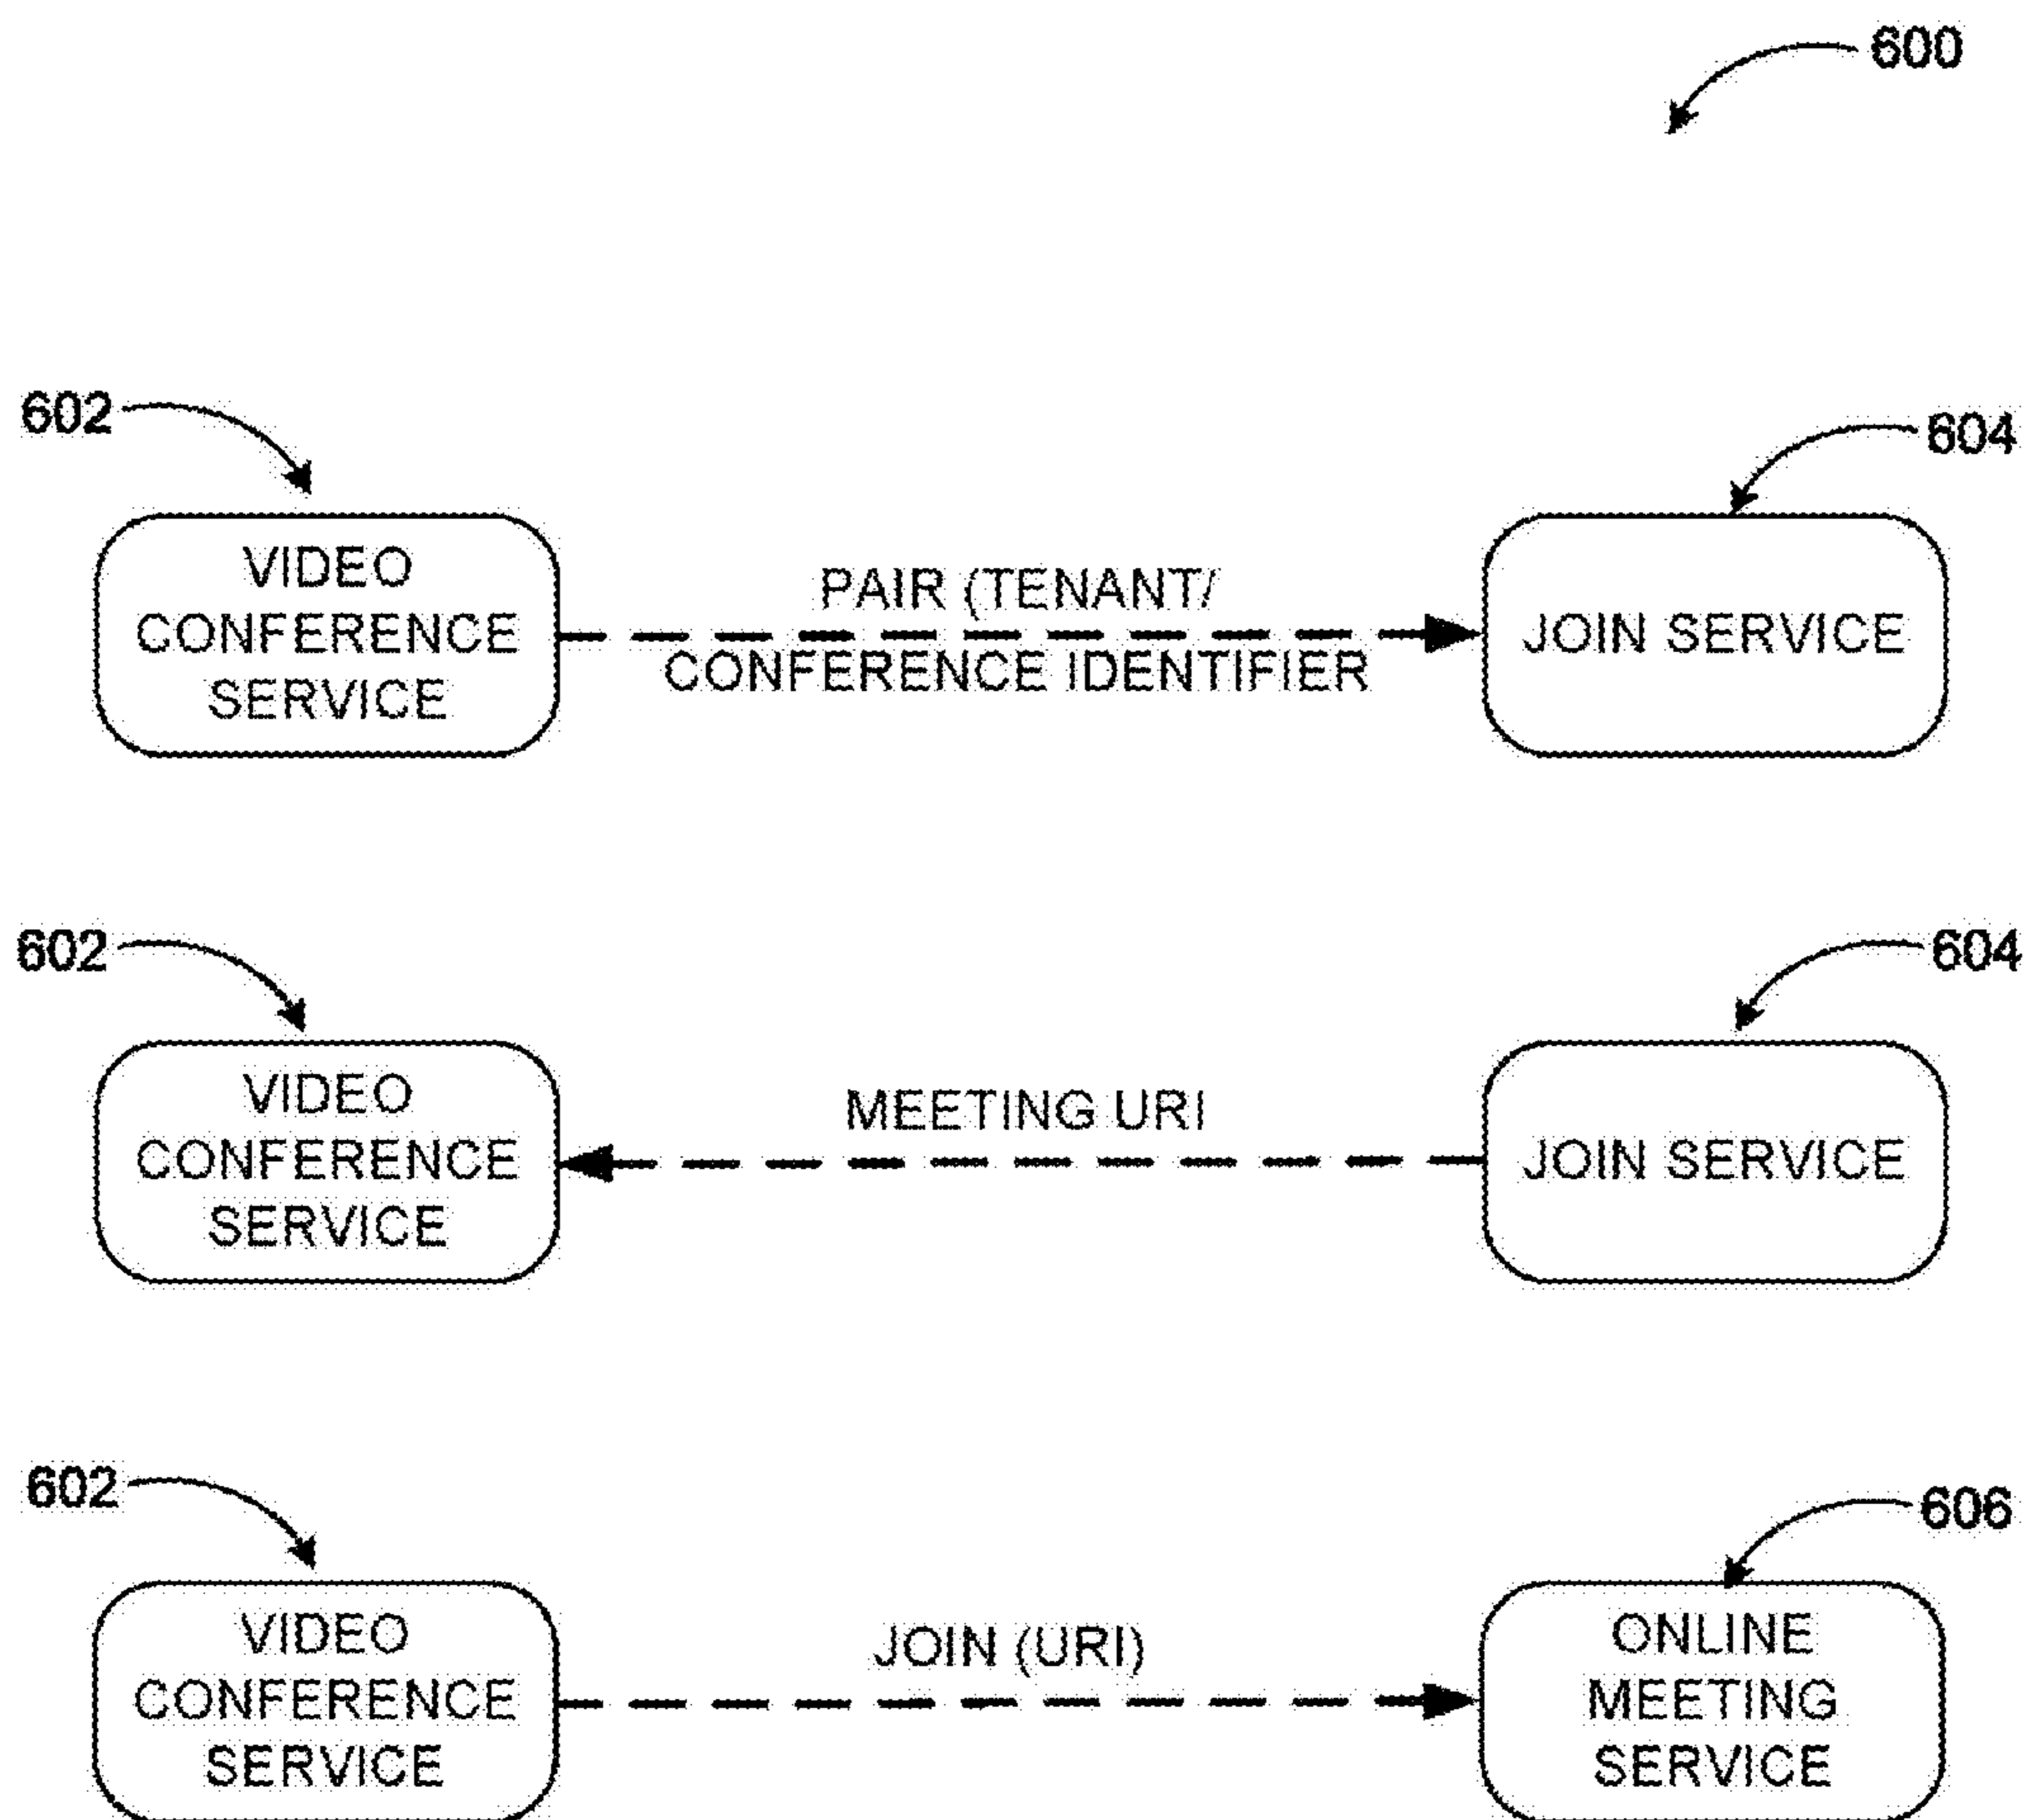 600
602
604
VIDEO
CONFERENCE
SERVICE
PAIR (TENANT/
CONFERENCE IDENTIFIER
JOIN SERVICE
602
604
VIDEO
CONFERENCE
SERVICE
MEETING URI
JOIN SERVICE
602
606
VIDEO
CONFERENCE
SERVICE
JOIN (URI)
ONLINE
MEETING
SERVICE